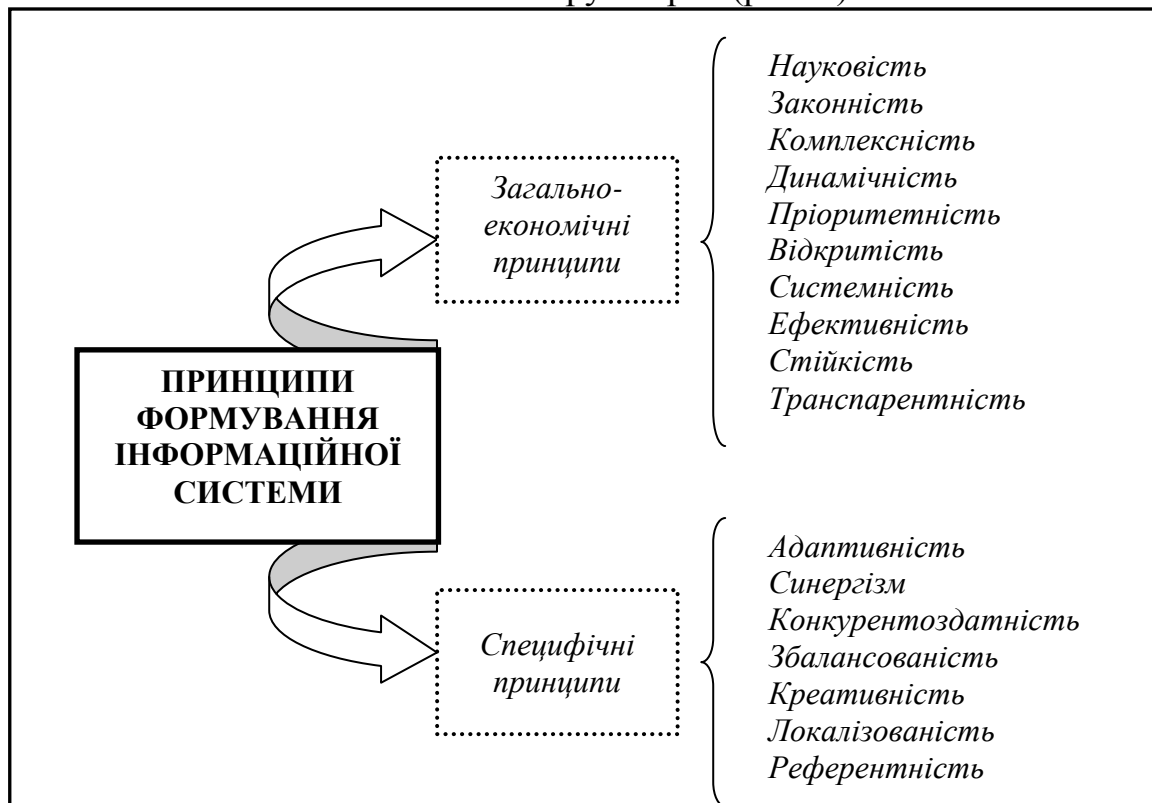 Науковість
Законність
Комплексність
Динамічність
Пріоритетність
Відкритість
Системність
Ефективність
Стійкість
Транспарентність
Загально-
економічні
принципи
ПРИНЦИПИ
ФОРМУВАННЯ
ІНФОРМАЦІЙНОЇ
СИСТЕМИ
Специфічні
принципи
Адаптивність
Синергізм
Конкурентоздатність
Збалансованість
Креативність
Локалізованість
Референтність